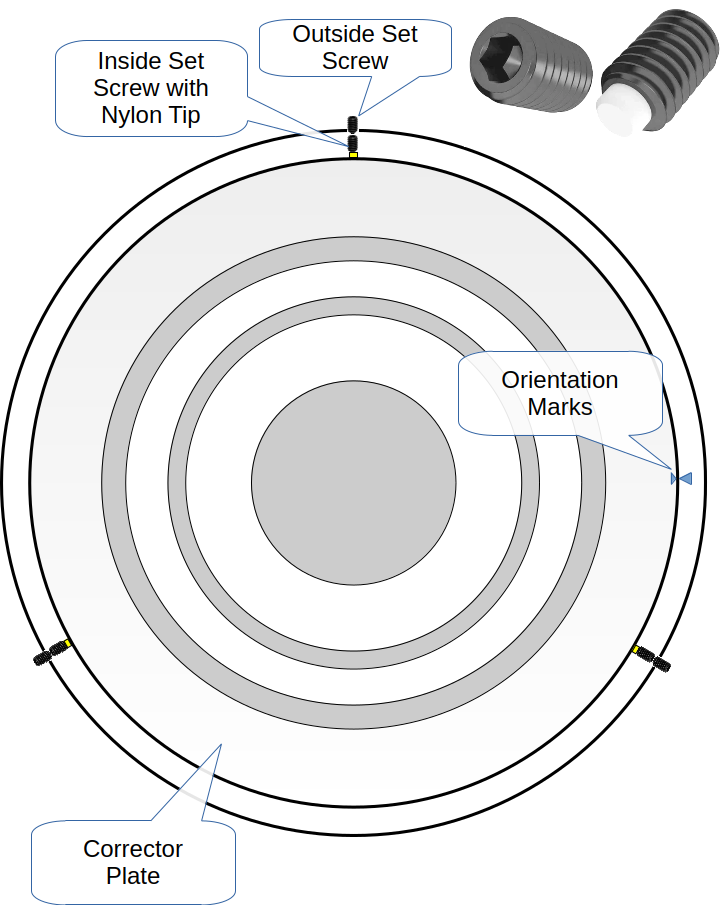 Outside Set
Screw
Inside Set
Screw with
Nylon Tip
Orientation
Marks
Corrector
Plate